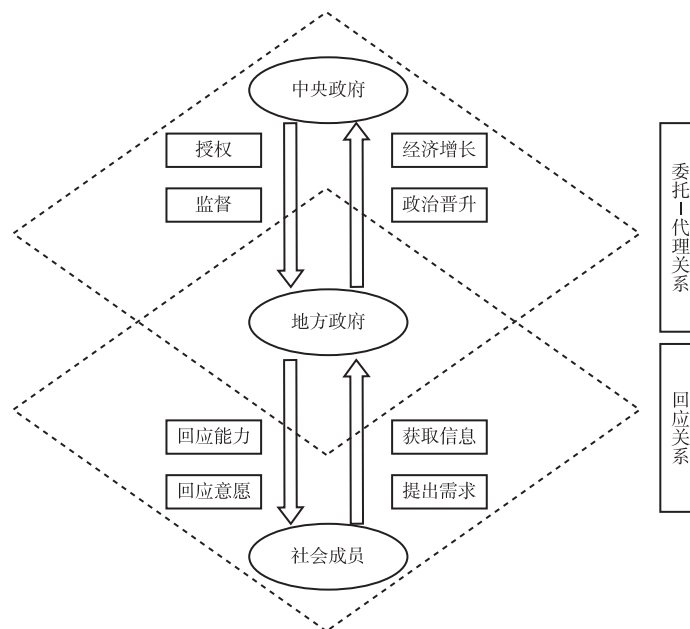 中央政府
授权
经济增长
监督
政治晋升
委托-代理关系
地方政府
回应能力
获取信息
回应意愿
提出需求
回应关系
社会成员